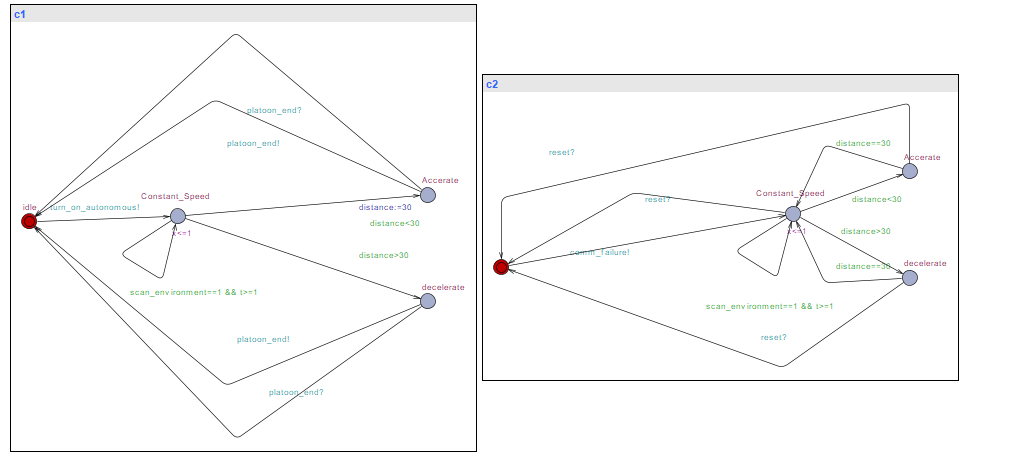 c1
platoon_end?
platoon_end!
Accerate
Constant_Speed
idle
turn_on_autonomous!
distance:=30
distance<30
t<=1
distance>30
decelerate
scan_environment==1 && t>=1
platoon_end!
platoon_end?
c2
distance==30
reset?
Accerate
Constant_Speed
reset?
distance<30
t<=1
distance>30
comm_failure!
distance==30
decelerate
scan_environment==1 && t>=1
reset?